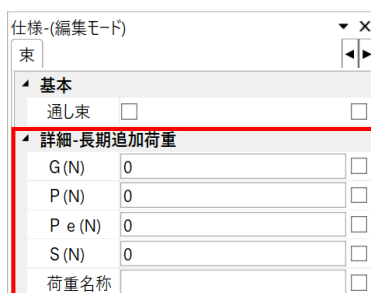 仕様-(編集モード)
束
基本
通し束
詳細-長期追加荷重
G(N) 0
P(N) 0
P e(N) 0
S(N) 0
荷重名称